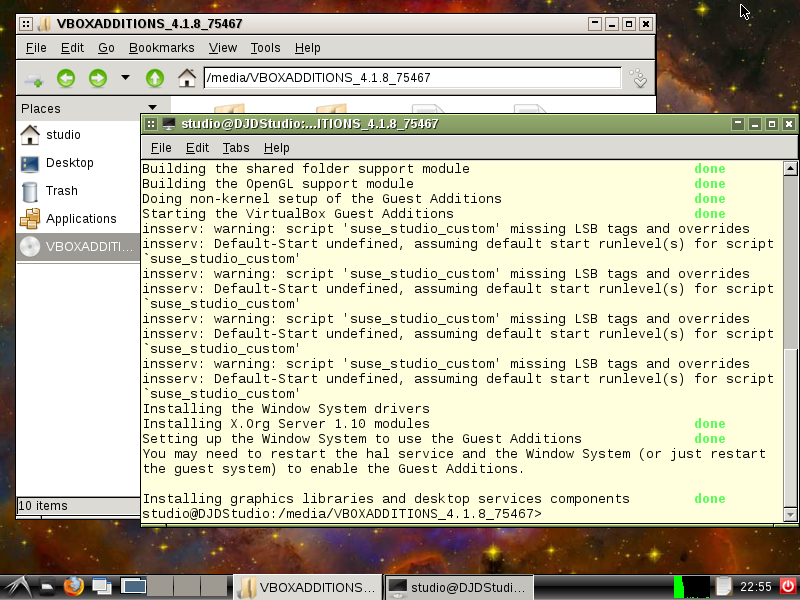 VBOXADDITIONS_4.1.8_75467
File Edit Go Bookmarks View Tools Help
/media/VBOXADDITIONS_4.1.8_75467
Places
studio
Desktop
Trash
Applications
VBOXADDITI...
10 items
studio@DJDStudio:...ITIONS_4.1.8_75467
File Edit Tabs Help
Building the shared folder support module done
Building the OpenGL support module done
Doing non-kernel setup of the Guest Additions done
Starting the VirtualBox Guest Additions done
insserv: warning: script 'suse_studio_custom' missing LSB tags and overrides
insserv: Default-Start undefined, assuming default start runlevel(s) for script
`suse_studio_custom'
insserv: warning: script 'suse_studio_custom' missing LSB tags and overrides
insserv: Default-Start undefined, assuming default start runlevel(s) for script
`suse_studio_custom'
insserv: warning: script 'suse_studio_custom' missing LSB tags and overrides
insserv: Default-Start undefined, assuming default start runlevel(s) for script
`suse_studio_custom'
insserv: warning: script 'suse_studio_custom' missing LSB tags and overrides
insserv: Default-Start undefined, assuming default start runlevel(s) for script
`suse_studio_custom'
Installing the Window System drivers
Installing X.Org Server 1.10 modules done
Setting up the Window System to use the Guest Additions done
You may need to restart the hal service and the Window System (or just restart
the guest system) to enable the Guest Additions.
Installing graphics libraries and desktop services components done
studio@DJDStudio:/media/VBOXADDITIONS_4.1.8_75467>
VBOXADDITIONS...
studio@DJDStudi...
22:55